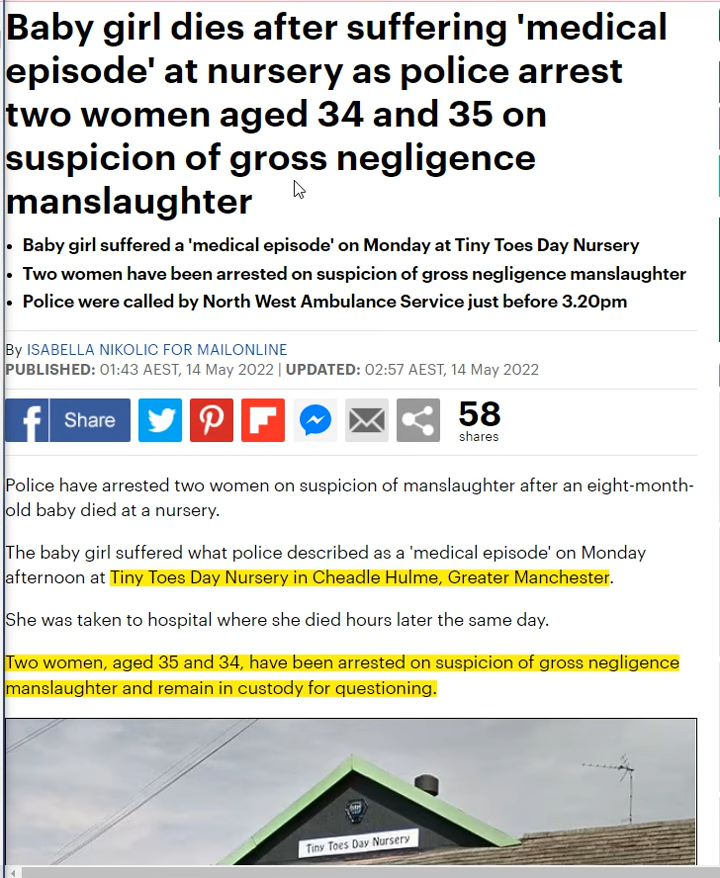 Baby girl dies after suffering 'medical
episode' at nursery as police arrest
two women aged 34 and 35 on
suspicion of gross negligence
manslaughter
• Baby girl suffered a 'medical episode' on Monday at Tiny Toes Day Nursery
• Two women have been arrested on suspicion of gross negligence manslaughter
• Police were called by North West Ambulance Service just before 3.20pm
By ISABELLA NIKOLIC FOR MAILONLINE
PUBLISHED: 01:43 AEST, 14 May 2022 | UPDATED: 02:57 AEST, 14 May 2022
f Share 58
shares
Police have arrested two women on suspicion of manslaughter after an eight-month-
old baby died at a nursery.
The baby girl suffered what police described as a 'medical episode' on Monday
afternoon at Tiny Toes Day Nursery in Cheadle Hulme, Greater Manchester.
She was taken to hospital where she died hours later the same day.
Two women, aged 35 and 34, have been arrested on suspicion of gross negligence
manslaughter and remain in custody for questioning.
Tiny Toes Day Nursery